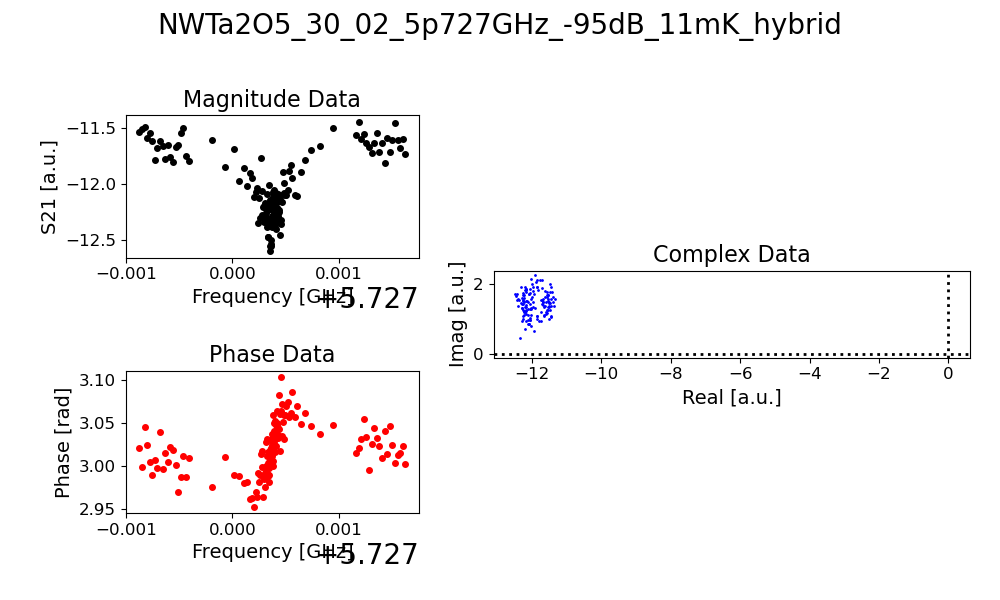 NWTa2O5_30_02_5p727GHz_-95dB_11mK_hybrid
Magnitude Data
S21 [a.u.]
−11.5
−12.0
−12.5
−0.001 0.000 0.001
Frequency [GHz]
+5.727
Phase Data
Phase [rad]
3.10
3.05
3.00
2.95
−0.001 0.000 0.001
Frequency [GHz]
+5.727
Complex Data
Imag [a.u.]
2
0
−12 −10 −8 −6 −4 −2 0
Real [a.u.]